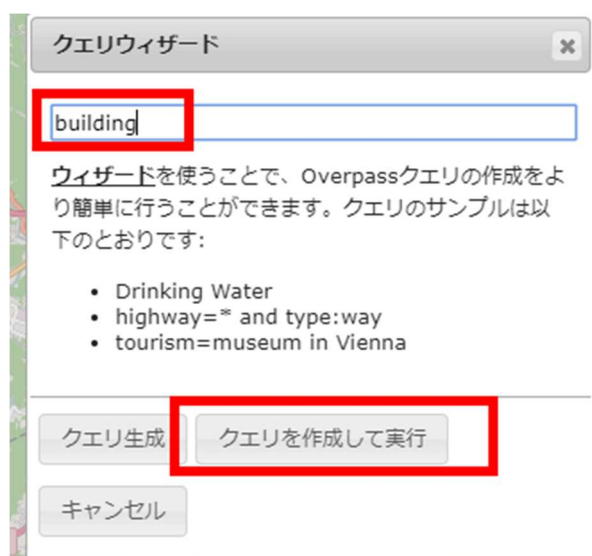 クエリウィザード
building
ウィザードを使うことで、Overpassクエリの作成をよ
り簡単に行うことができます。クエリのサンプルは以
下のとおりです:
• Drinking Water
• highway=* and type:way
• tourism=museum in Vienna
クエリ生成 クエリを作成して実行
キャンセル